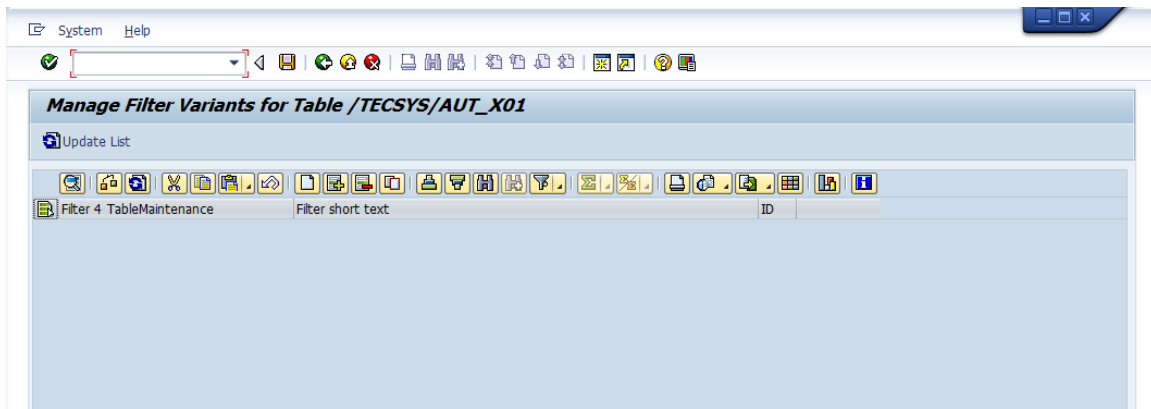 System Help
Manage Filter Variants for Table /TECSYS/AUT_X01
Update List
Filter 4 TableMaintenance Filter short text ID